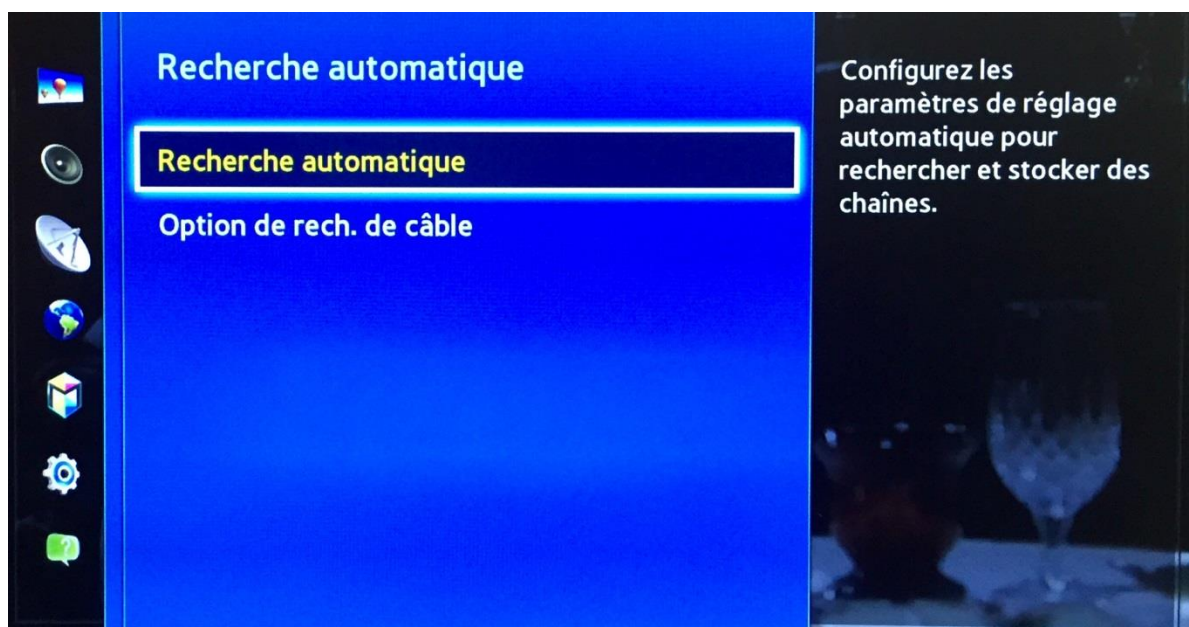 Recherche automatique
Recherche automatique
Option de rech. de câble
Configurez les
paramètres de réglage
automatique pour
rechercher et stocker des
chaînes.